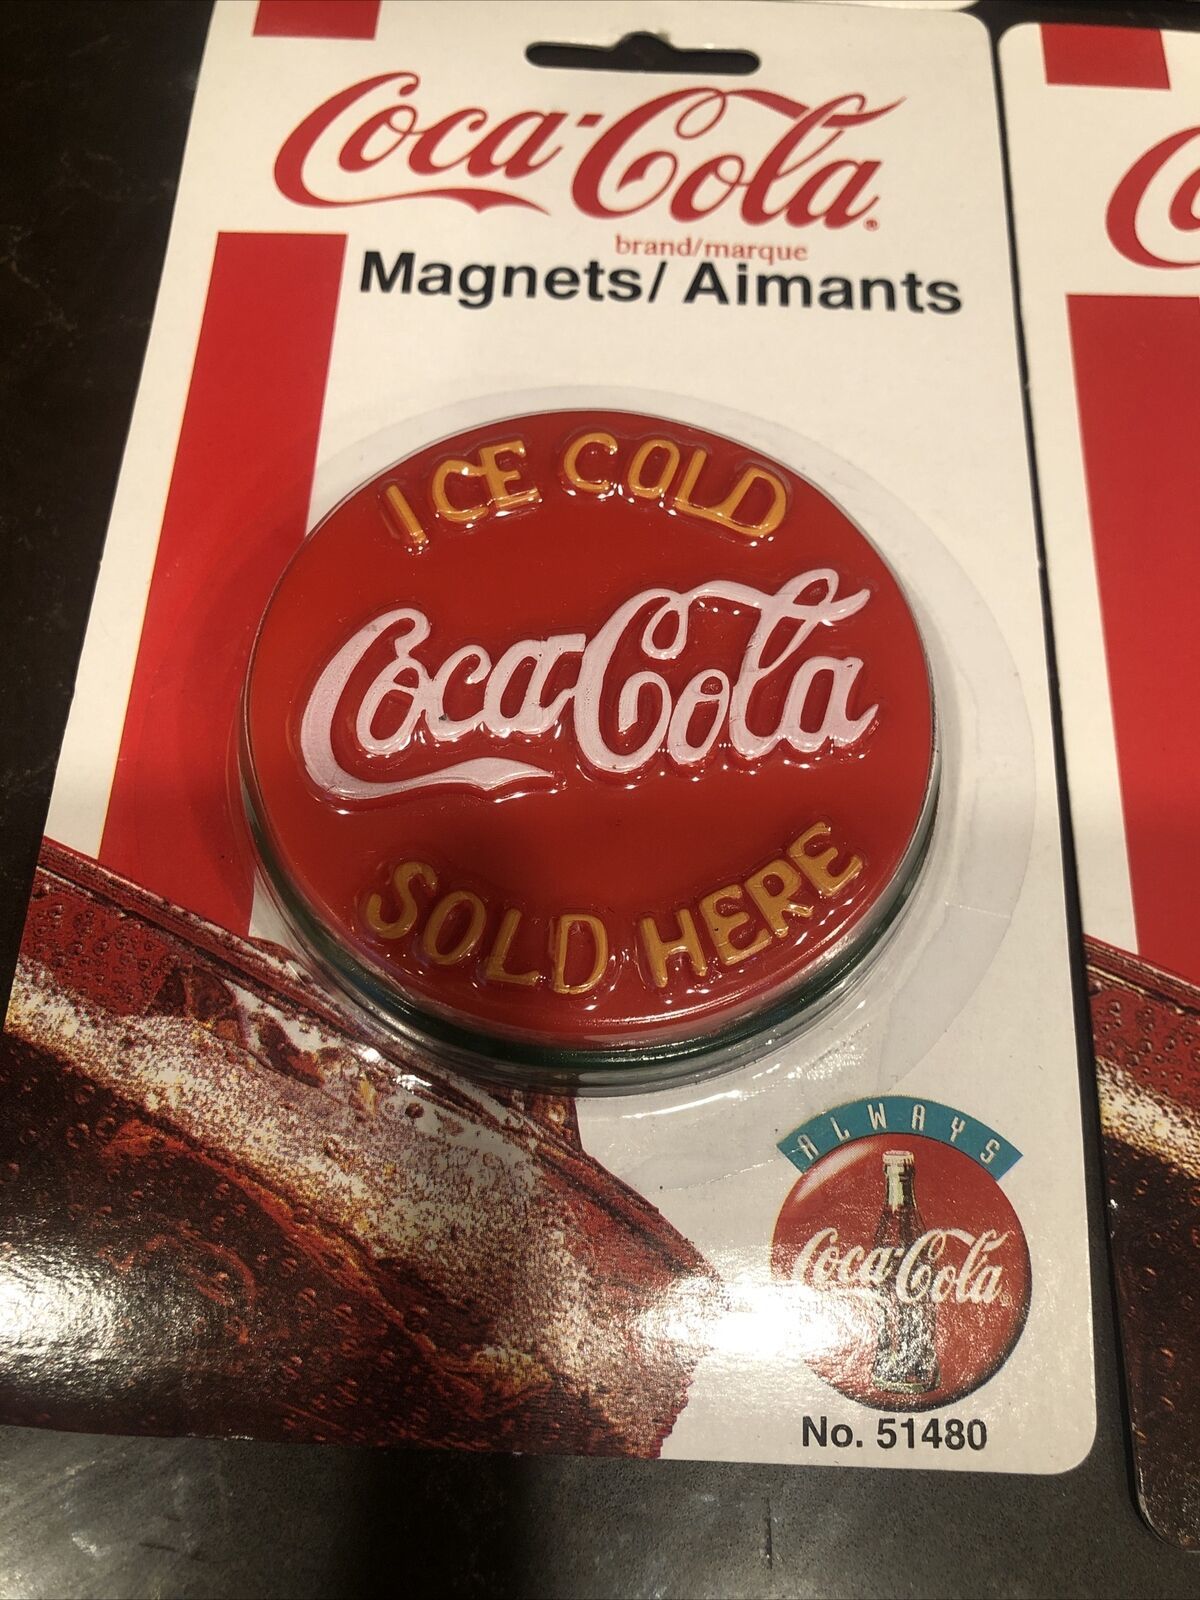 Coca-Cola®
brand/marque
Magnets/ Aimants
ICE COLD
Coca-Cola
SOLD HERE
ALWAYS
Coca-Cola
No. 51480